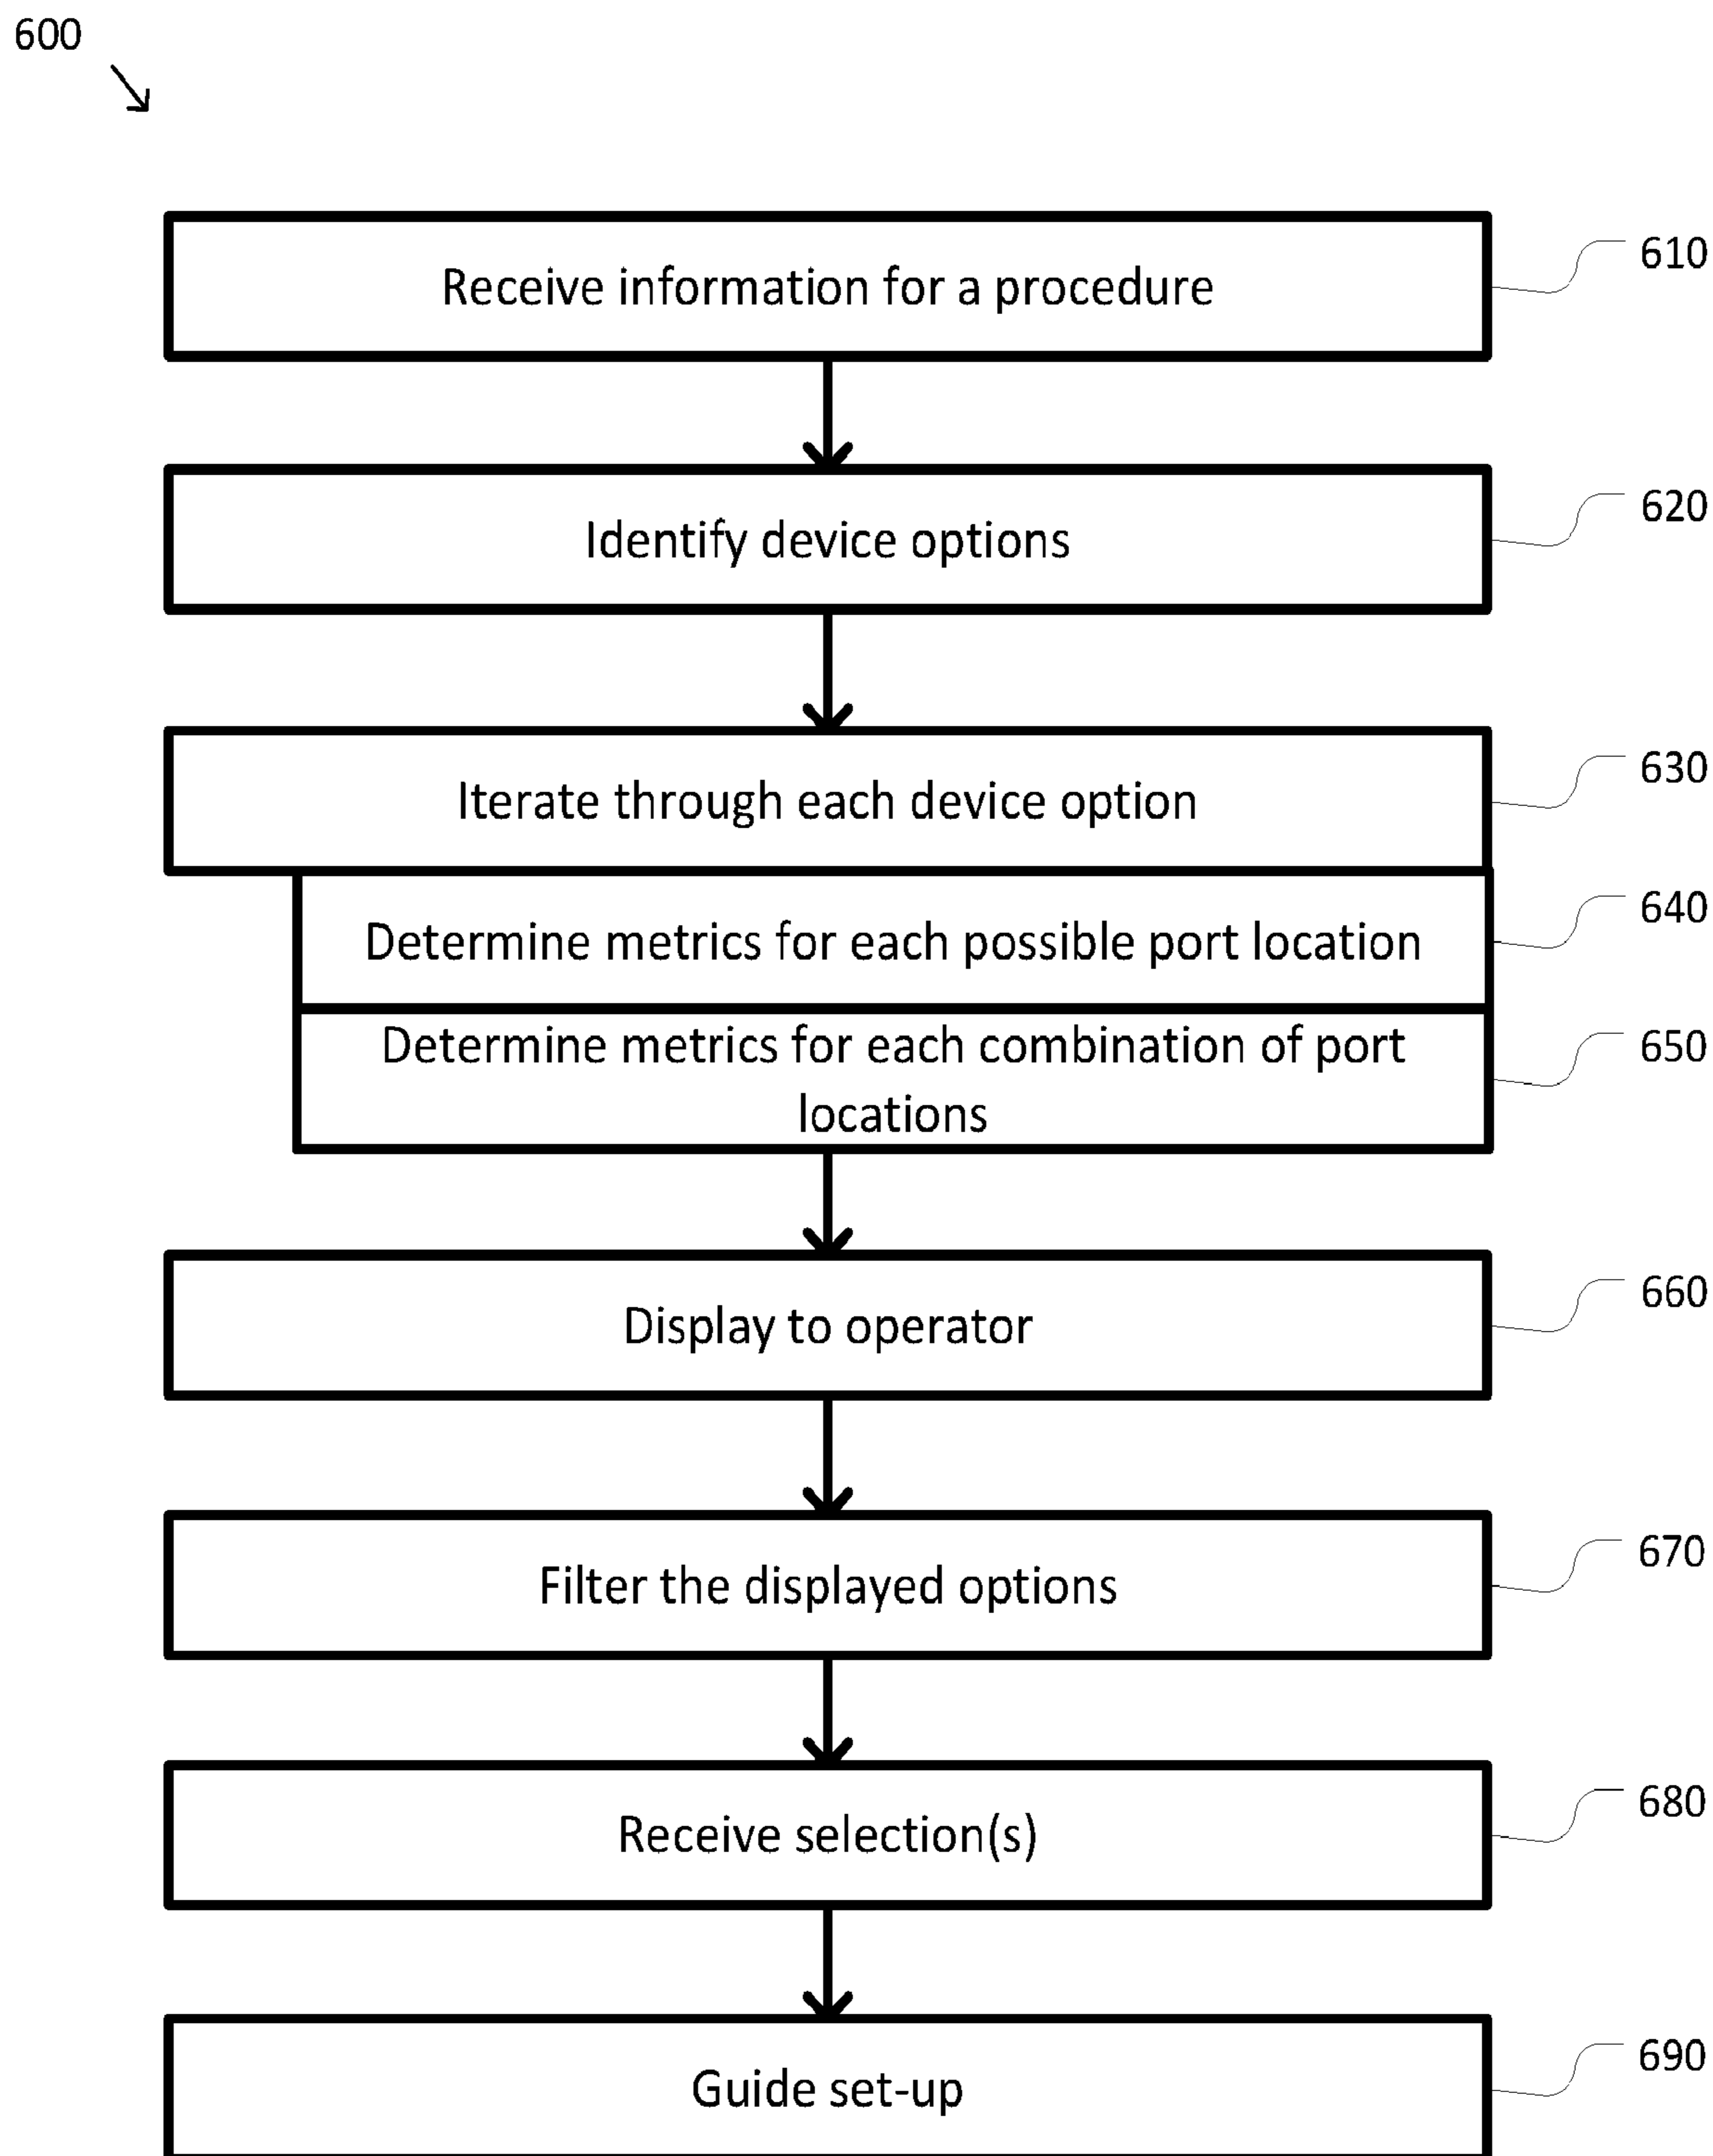 600
Receive information for a procedure
610
Identify device options
620
Iterate through each device option
630
Determine metrics for each possible port location
640
Determine metrics for each combination of port
locations
650
Display to operator
660
Filter the displayed options
670
Receive selection(s)
680
Guide set-up
690